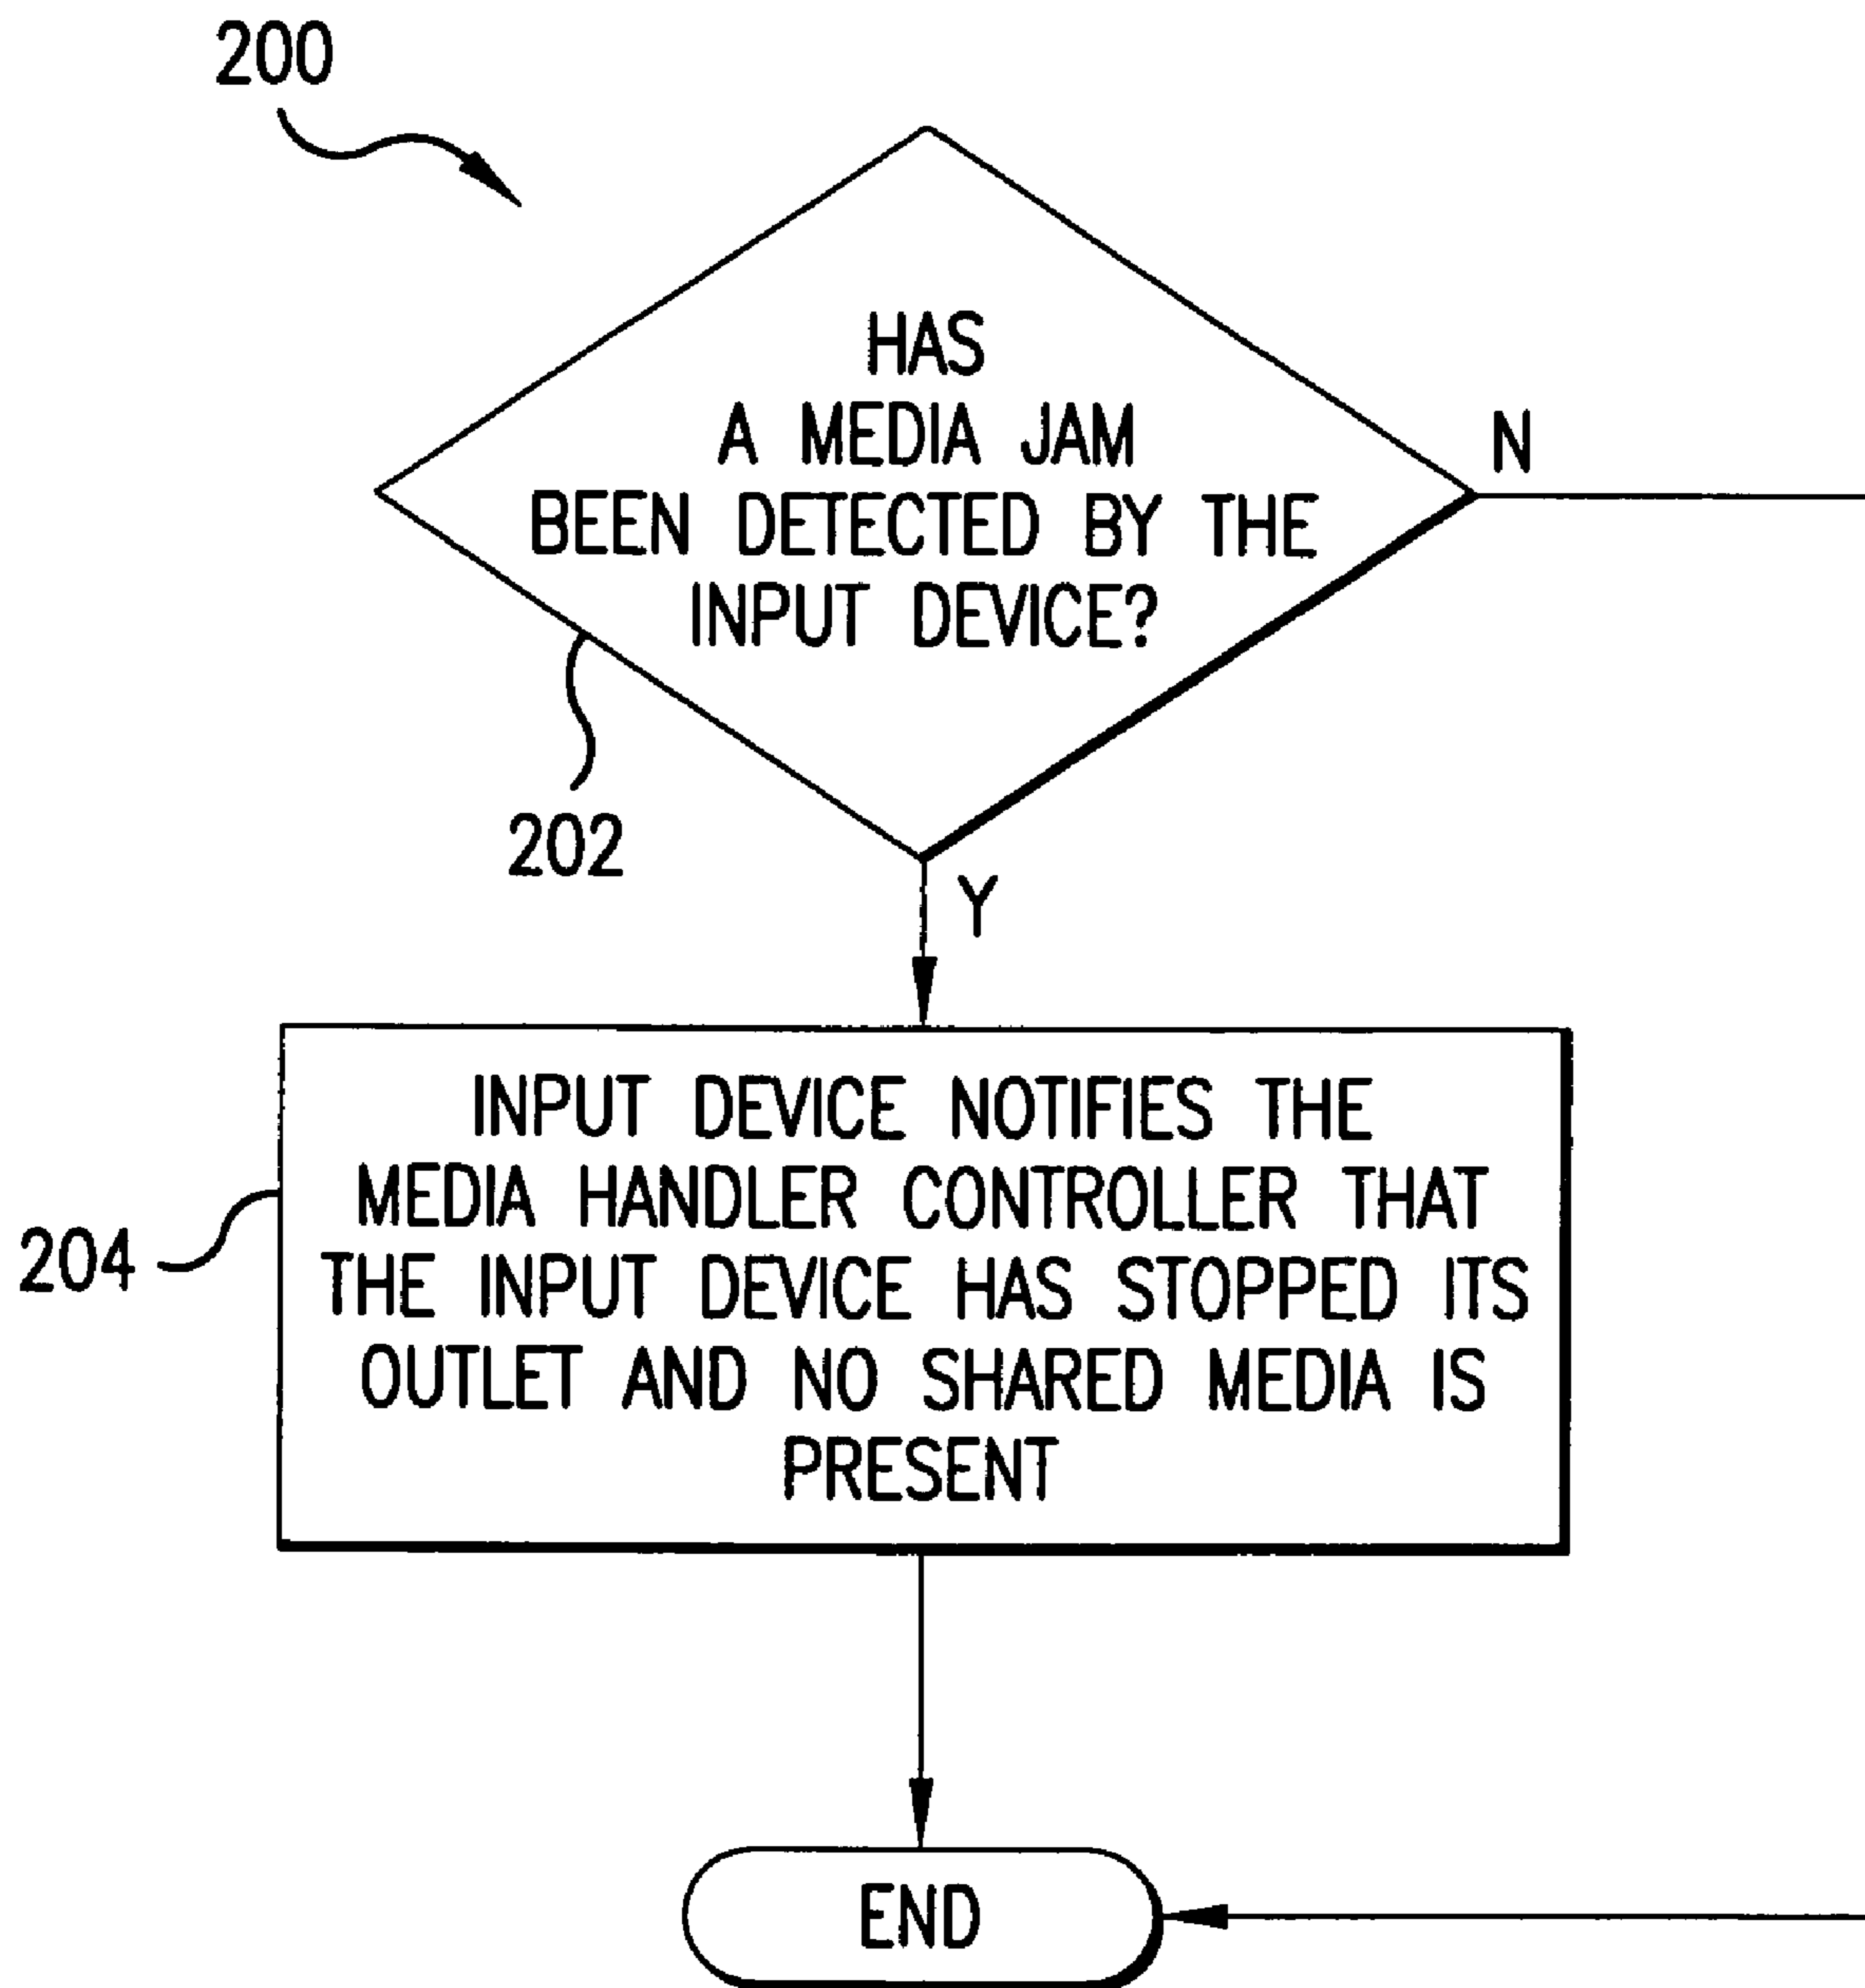 200
HAS
A MEDIA JAM
BEEN DETECTED BY THE
INPUT DEVICE?
N
202
Y
INPUT DEVICE NOTIFIES THE
MEDIA HANDLER CONTROLLER THAT
THE INPUT DEVICE HAS STOPPED ITS
OUTLET AND NO SHARED MEDIA IS
PRESENT
204
END